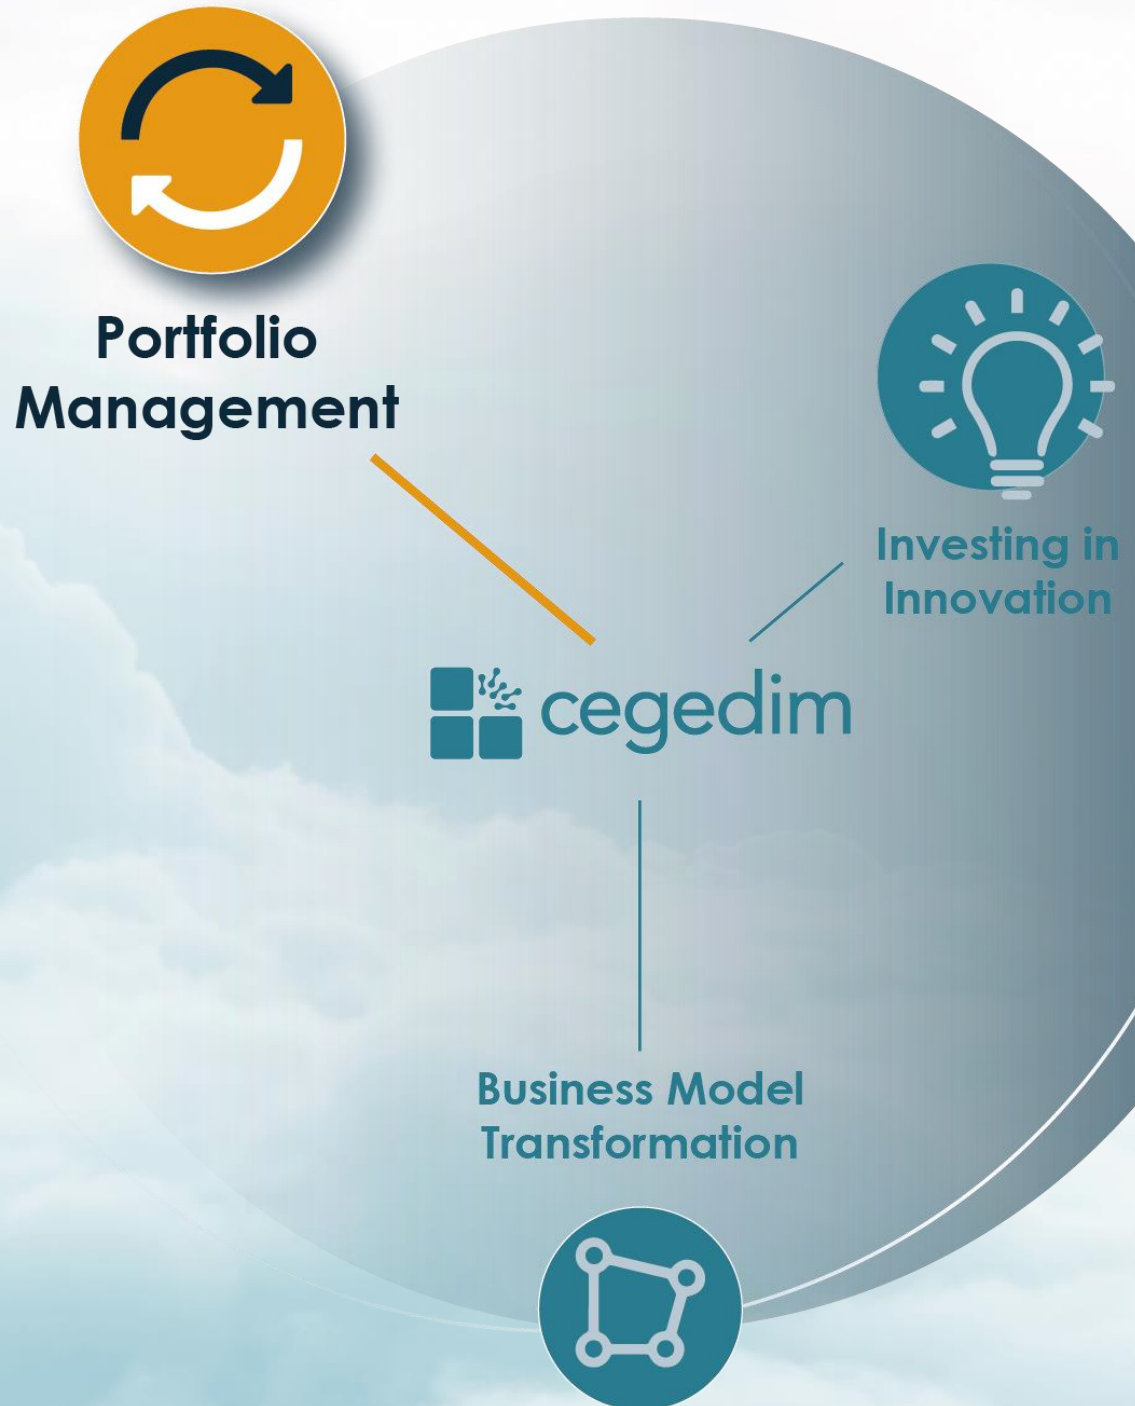 Portfolio
Management
Investing in
Innovation
cegedim
Business Model
Transformation